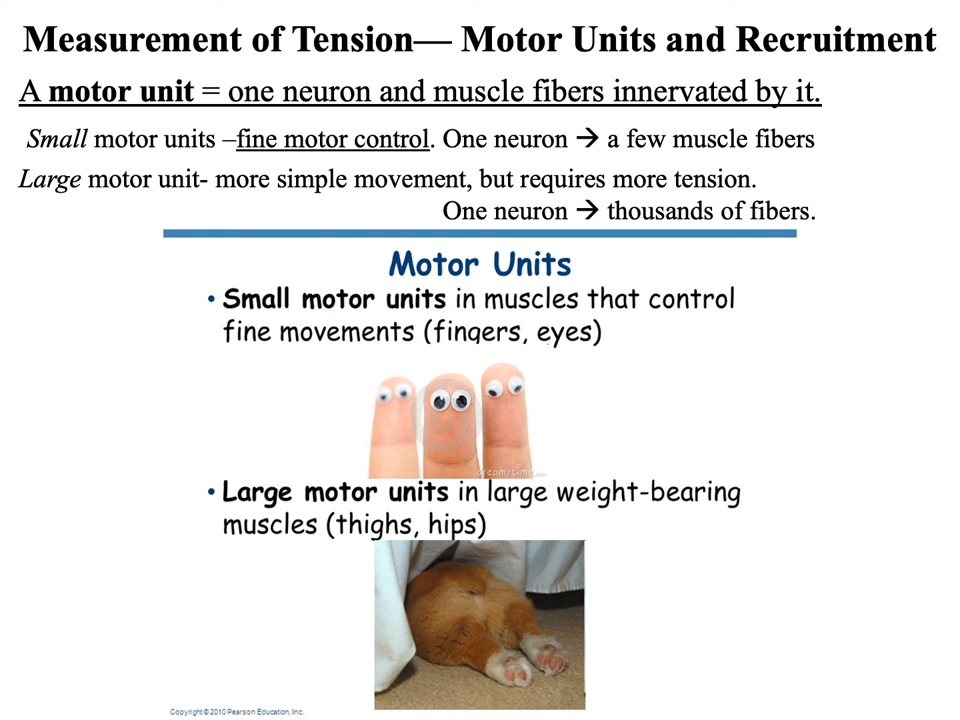 Measurement of Tension— Motor Units and Recruitment
A motor unit = one neuron and muscle fibers innervated by it.
Small motor units –fine motor control. One neuron → a few muscle fibers
Large motor unit- more simple movement, but requires more tension.
One neuron → thousands of fibers.
Motor Units
• Small motor units in muscles that control
fine movements (fingers, eyes)
dreamstime
• Large motor units in large weight-bearing
muscles (thighs, hips)
Copyright © 2010 Pearson Education, Inc.